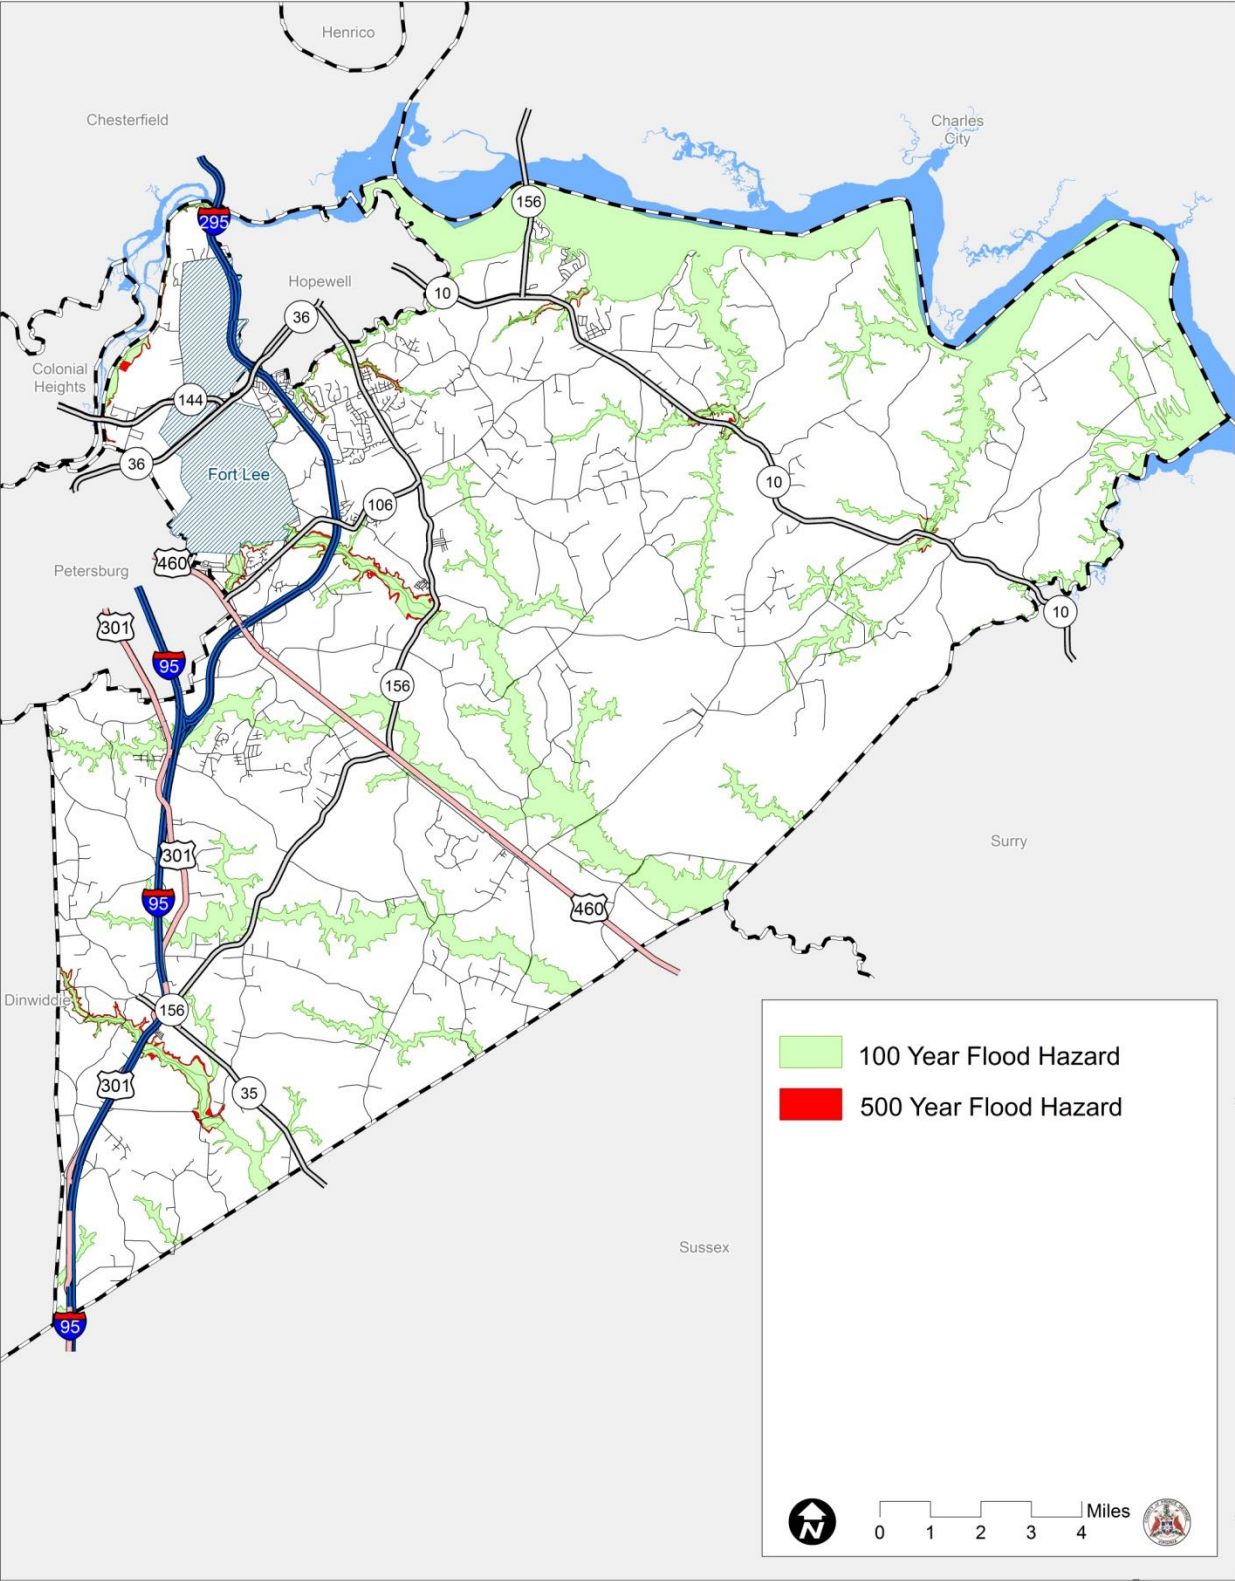 Henrico
Chesterfield
Charles
City
156
295
Hopewell
10
36
Colonial
Heights
144
36
Fort Lee
10
106
460
Petersburg
301
10
95
156
301
Surry
95
460
Dinwiddie
156
301
35
100 Year Flood Hazard
500 Year Flood Hazard
Sussex
95
Miles
N
0 1 2 3 4